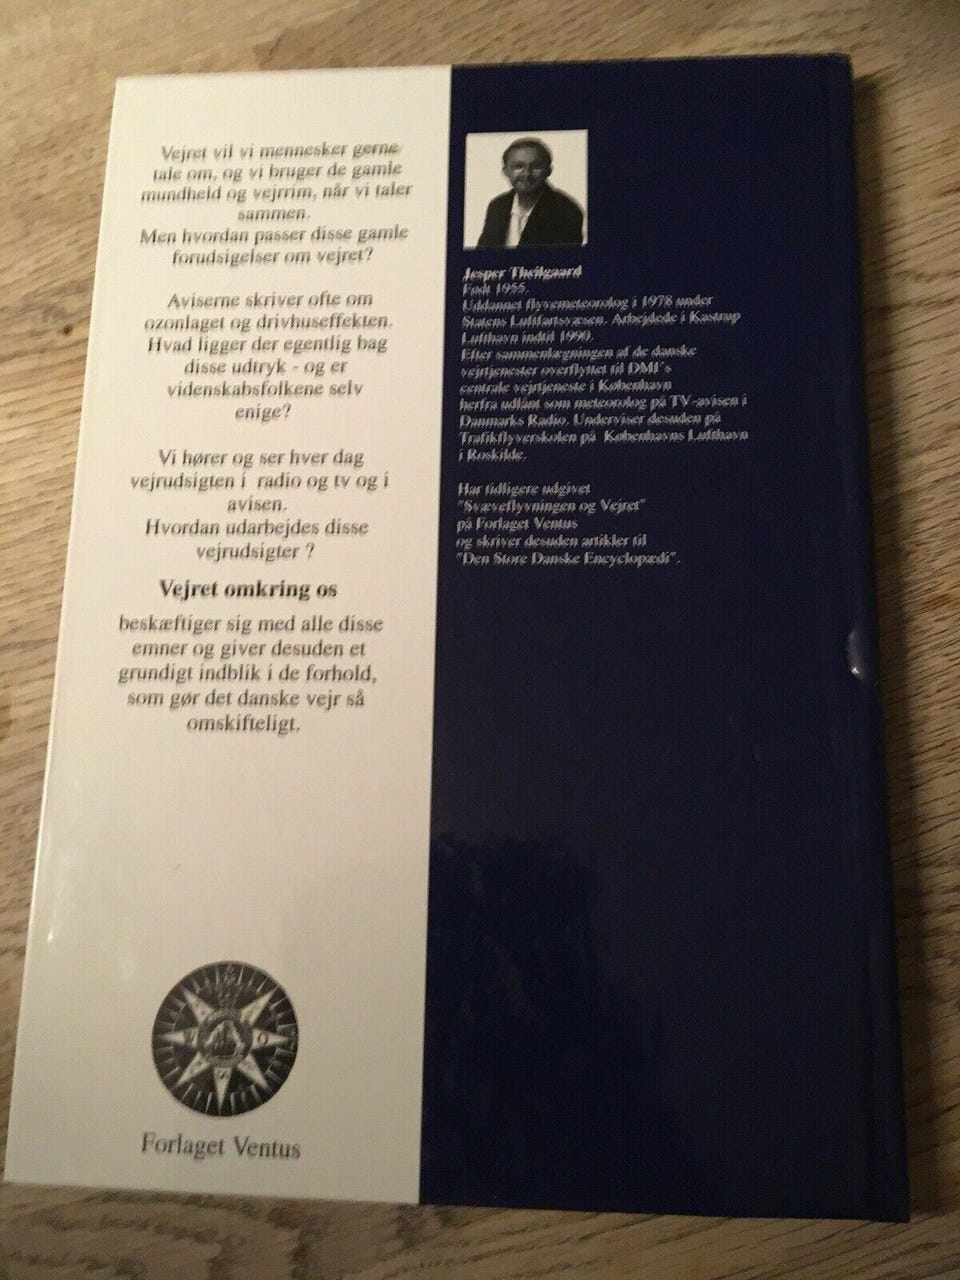 Vejret vil vi mennesker gerne
tale om, og vi bruger de gamle
mundheld og vejrrim, når vi taler
sammen.
Men hvordan passer disse gamle
forudsigelser om vejret?
Aviserne skriver ofte om
ozonlaget og drivhuseffekten.
Hvad ligger der egentlig bag
disse udtryk - og er
videnskabsfolkene selv
enige?
Vi hører og ser hver dag
vejrudsigten i radio og tv og i
avisen.
Hvordan udarbejdes disse
vejrudsigter ?
Vejret omkring os
beskæftiger sig med alle disse
emner og giver desuden et
grundigt indblik i de forhold,
som gør det danske vejr så
omskifteligt.
Forlaget Ventus
Jesper Theilgaard
Født 1955.
Uddannet flyvemeteorolog i 1978 under
Statens Luftfartsvæsen. Arbejdede i Kastrup
Lufthavn indtil 1990.
Efter sammenlægningen af de danske
vejrtjenester overflyttet til DMI's
centrale vejrtjeneste i København
herfra udlånt som meteorolog på TV-avisen i
Danmarks Radio. Underviser desuden på
Trafikflyverskolen på Københavns Lufthavn
i Roskilde.
Har tidligere udgivet
"Svæveflyvningen og Vejret"
på Forlaget Ventus
og skriver desuden artikler til
"Den Store Danske Encyclopædi".